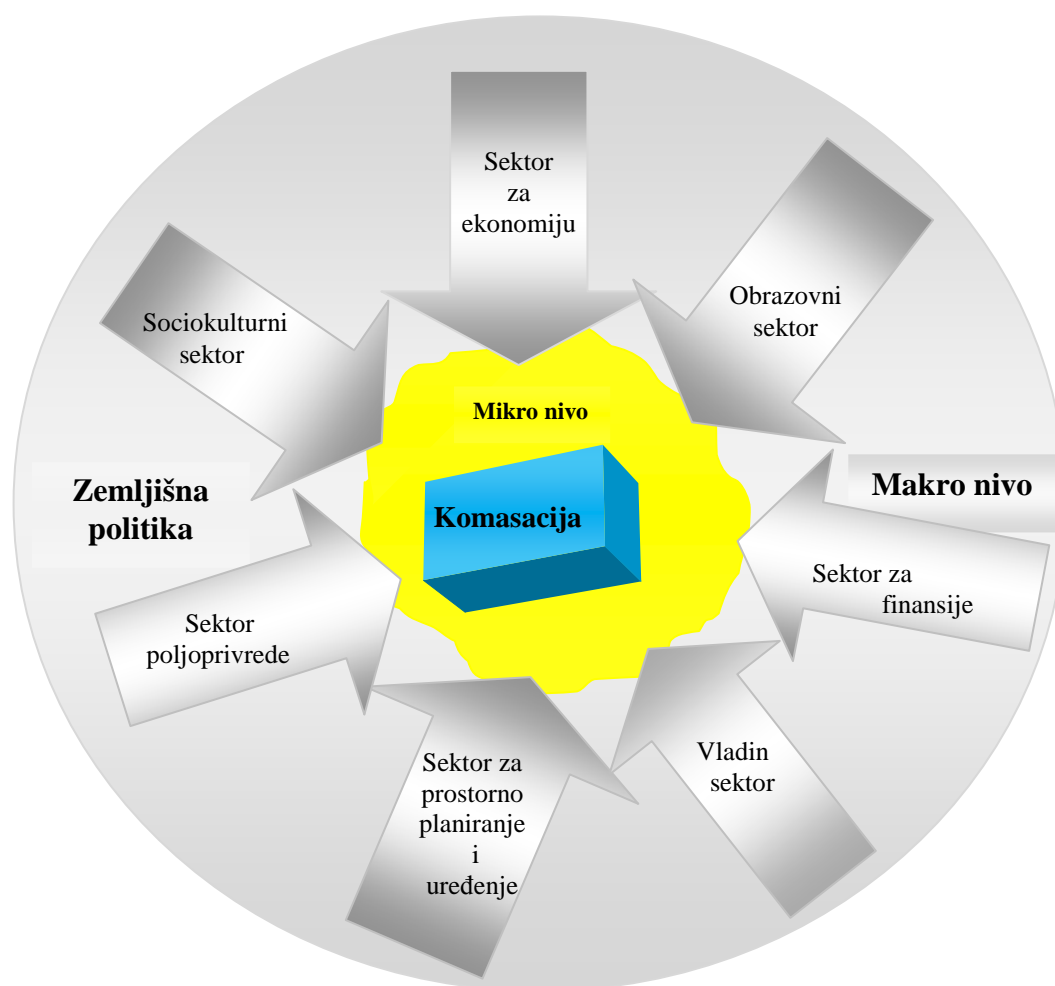 Sektor
za
ekonomiju
Obrazovni
sektor
Sociokulturni
sektor
Mikro nivo
Zemljišna
politika
Komasacija
Makro nivo
Sektor za
finansije
Sektor
poljoprivrede
Vladin
sektor
Sektor za
prostorno
planiranje
i
uređenje